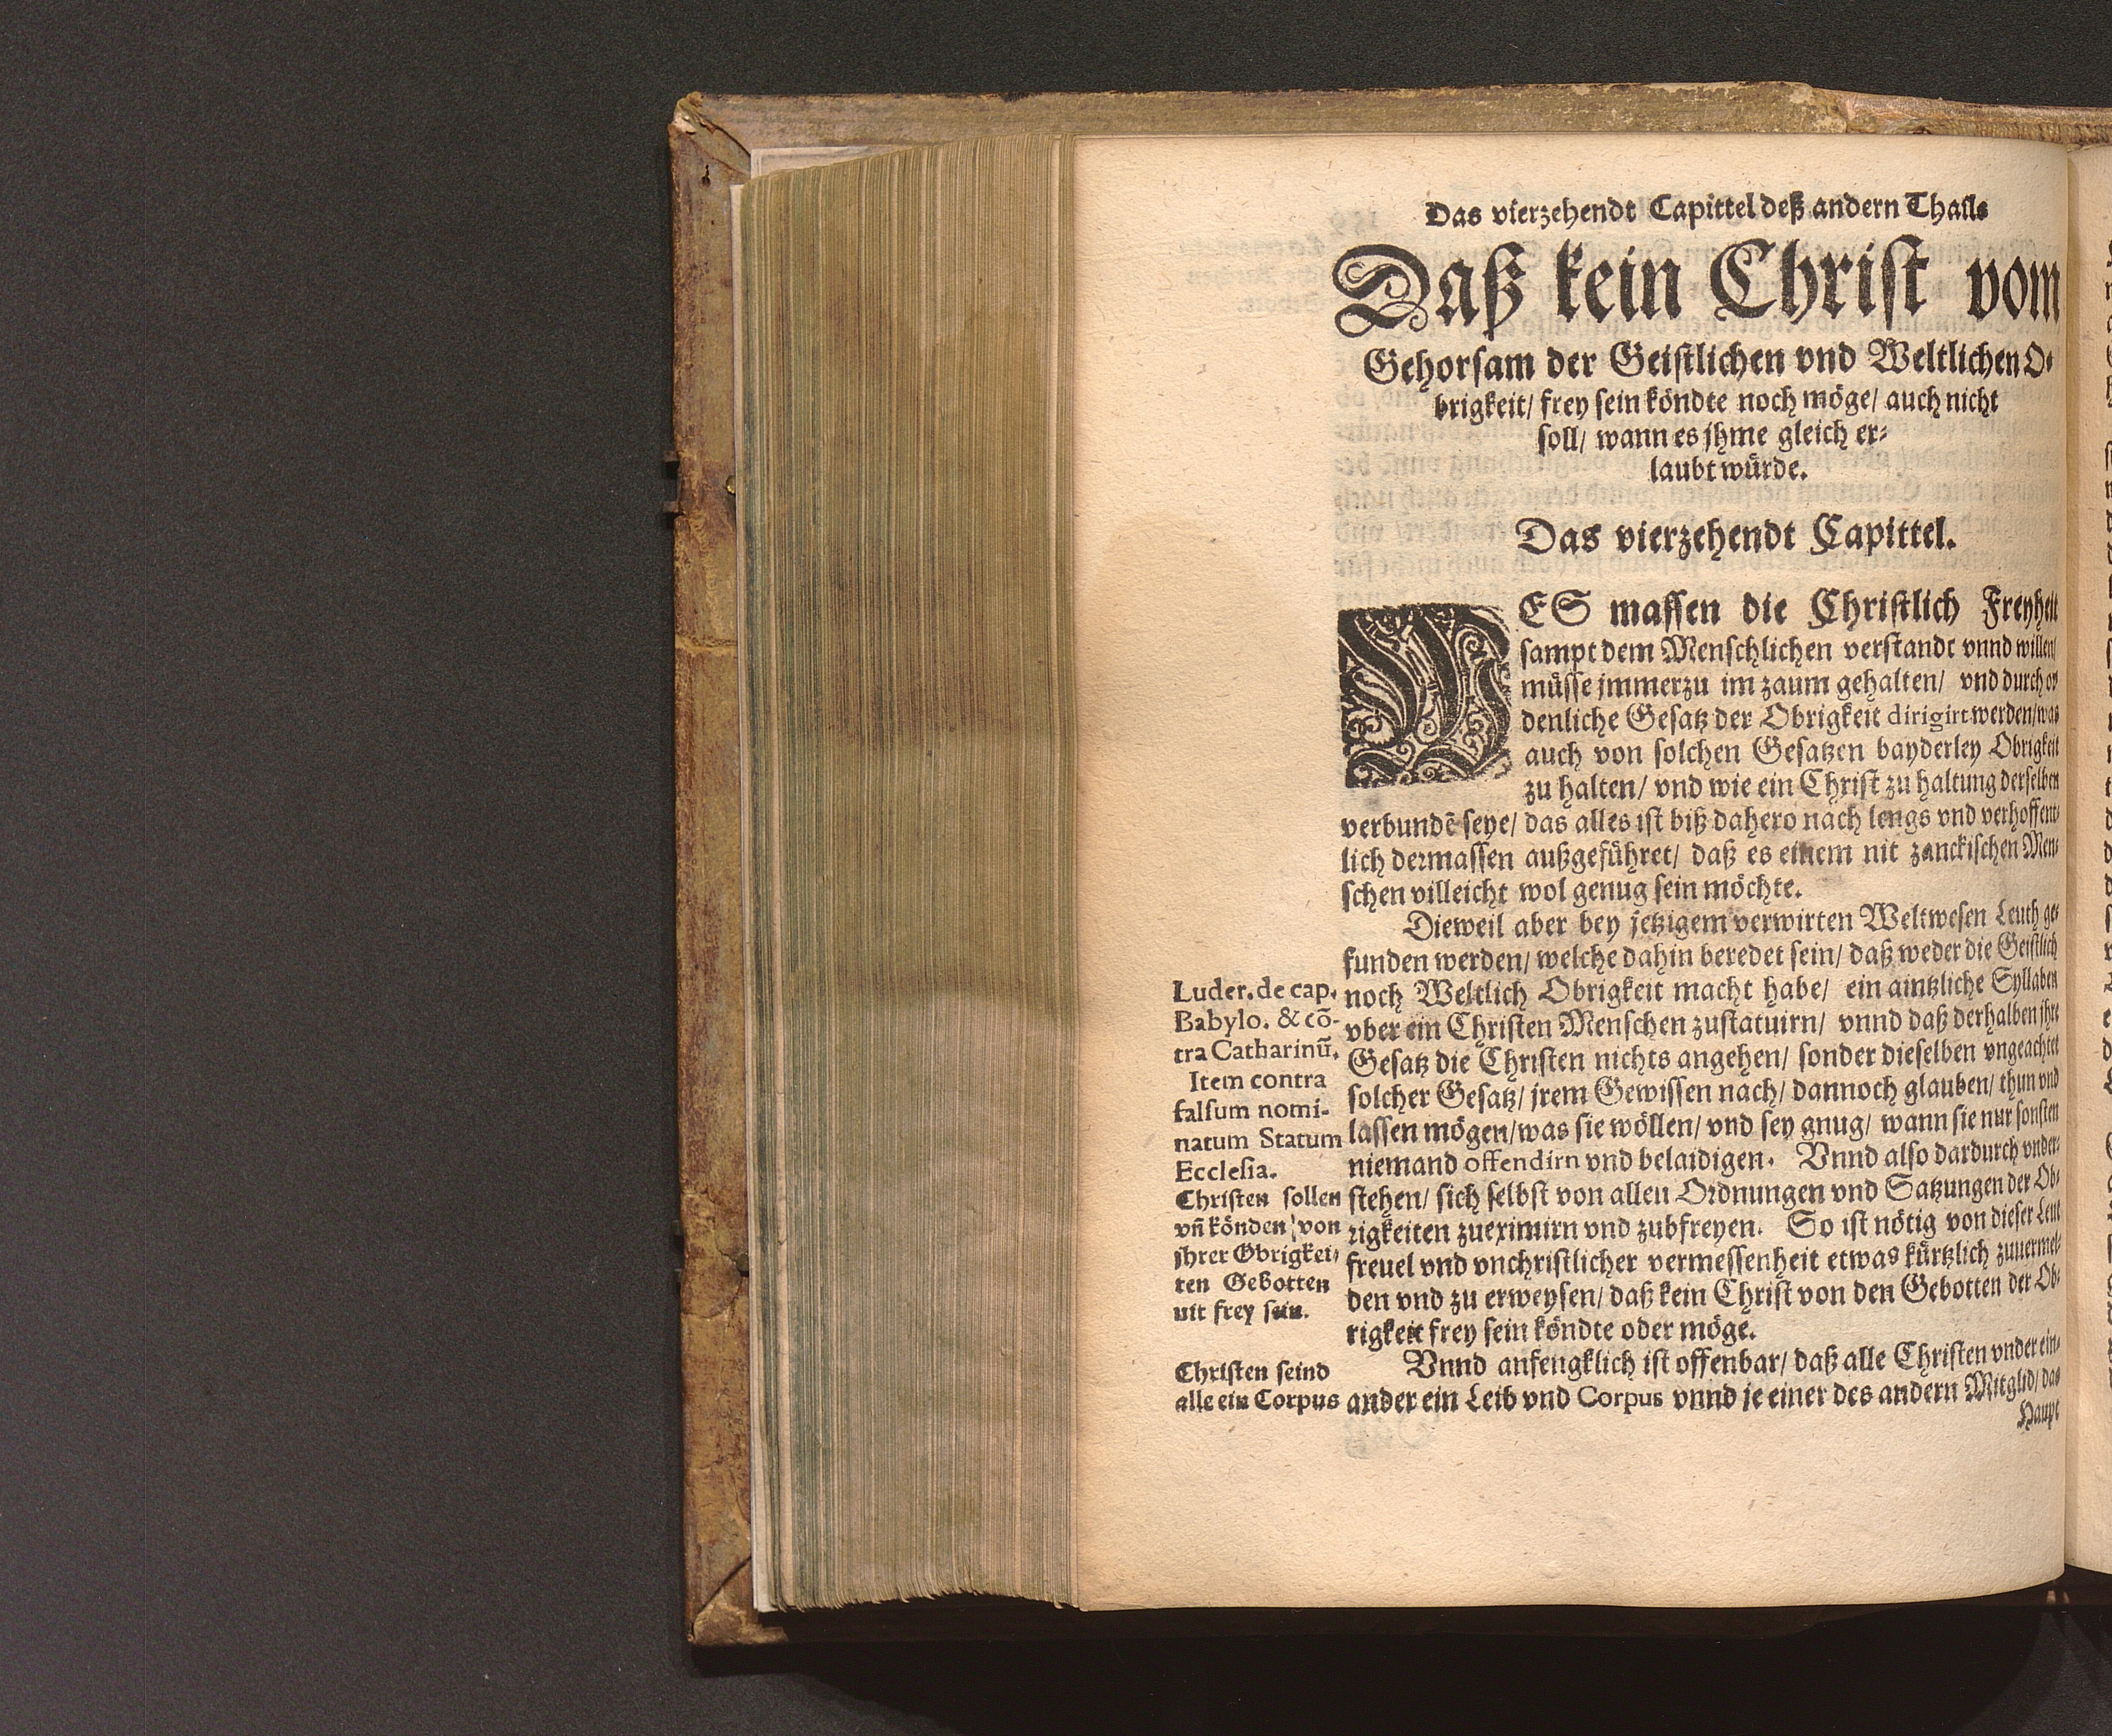 Das vierzehendt Capittel deß andern Thails
Daß kein Christ vom
Gehorsam der Geistlichen vnd Weltlichen O-
brigkeit/ frey sein köndte noch möge/ auch nicht
soll/ wann es jhme gleich er-
laubt würde.
Das vierzehendt Capittel.
WES massen die Christlich Freyheit
sampt dem Menschlichen verstandt vnnd willen/
müsse jmmerzu im zaum gehalten/ vnd durch or
denliche Gesatz der Obrigkeit dirigirt werden/ was
auch von solchen Gesatzen bayderley Obrigkeit
zu halten/ vnd wie ein Christ zu haltung derselben
verbundẽ seye/ das alles ist biß dahero nach lengs vnd verhoffent-
lich dermassen außgeführet/ daß es einem nit zanckischen Men-
schen villeicht wol genug sein möchte.
Dieweil aber bey jetzigem verwirten Weltwesen Leuth ge-
funden werden/ welche dahin beredet sein/ daß weder die Geistlich
noch Weltlich Obrigkeit macht habe/ ein aintzliche Syllaben
vber ein Christen Menschen zustatuirn/ vnnd daß derhalben jhre
Gesatz die Christen nichts angehen/ sonder dieselben vngeachtet
solcher Gesatz/ jrem Gewissen nach/ dannoch glauben/ thun vnd
lassen mögen/ was sie wöllen/ vnd sey gnug/ wann sie nur sonsten
niemand offendirn vnd belaidigen. Vnnd also dardurch vnder-
stehen/ sich selbst von allen Ordnungen vnd Satzungen der Ob-
rigkeiten zueximirn vnd zubfreyen. So ist nötig von dieser Leut
freuel vnd vnchristlicher vermessenheit etwas kürtzlich zuuermel-
den vnd zu erweysen/ daß kein Christ von den Gebotten der Ob-
rigkeit frey sein köndte oder möge.
Vnnd anfengklich ist offenbar/ daß alle Christen vnder ein-
ander ein Leib vnd Corpus vnnd je einer des andern Mitglid/ das
Haupt
Luder. de cap.
Babylo. & cō-
tra Catharinū.
Item contra
falsum nomi-
natum Statum
Ecclesia.
Christen sollen
vñ könden von
jhrer Obrigkei-
ten Gebotten
nit frey sein.
Christen seind
alle ein Corpus